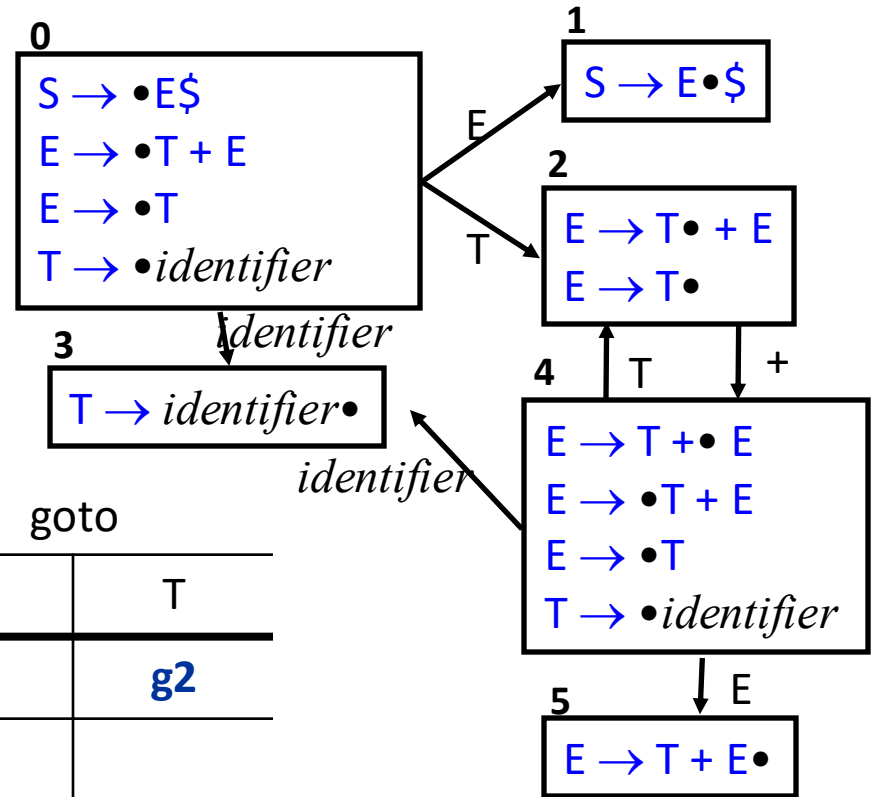 0
S → •E$
E → •T + E
E → •T
T → •identifier
E
T
identifier
1
S → E•$
2
E → T• + E
E → T•
3
T → identifier•
T
+
identifier
4
E → T +• E
E → •T + E
E → •T
T → •identifier
E
5
E → T + E•
goto
T
g2